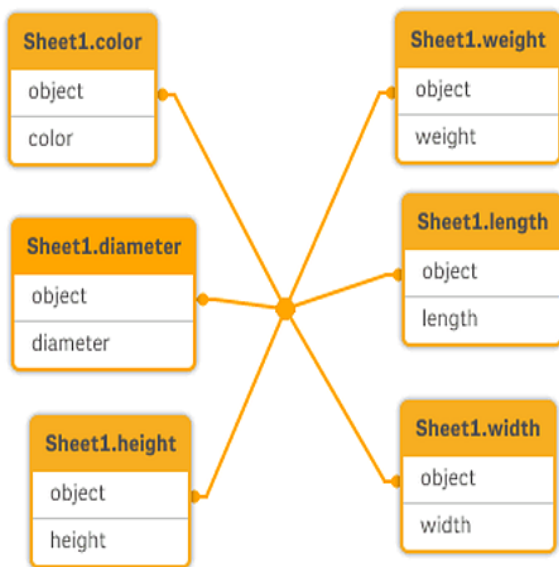 Sheet1.color
object
color
Sheet1.weight
object
weight
Sheet1.diameter
object
diameter
Sheet1.length
object
length
Sheet1.height
object
height
Sheet1.width
object
width